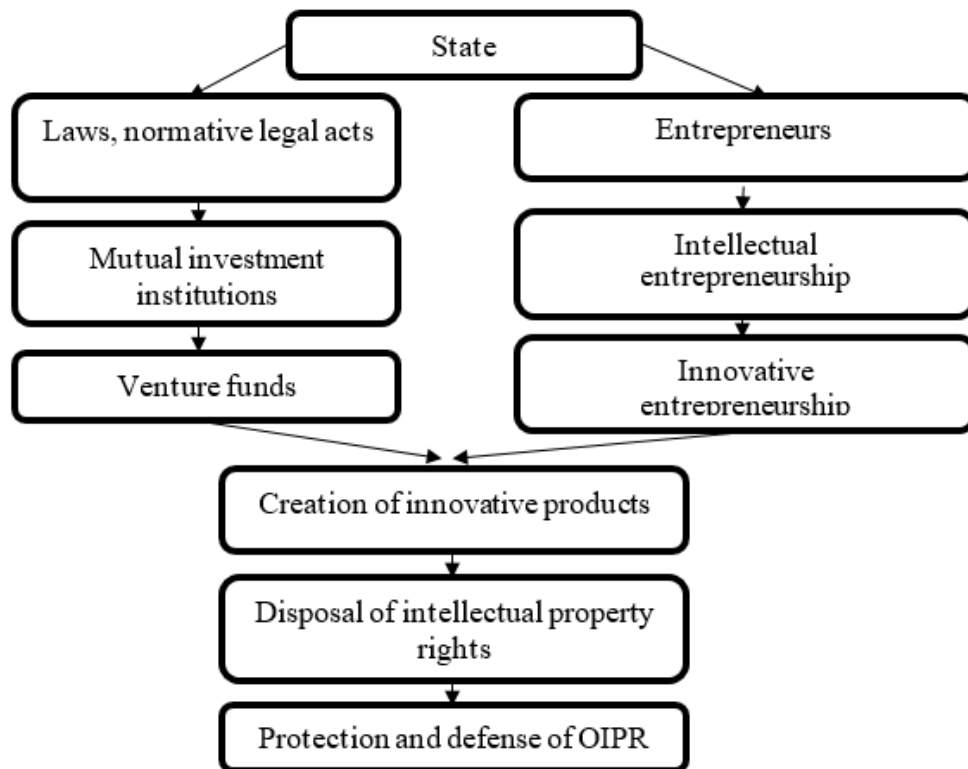 State
Laws, normative legal acts
Entrepreneurs
Mutual investment
institutions
Intellectual
entrepreneurship
Venture funds
Innovative
entrepreneurship
Creation of innovative products
Disposal of intellectual property
rights
Protection and defense of OIPR